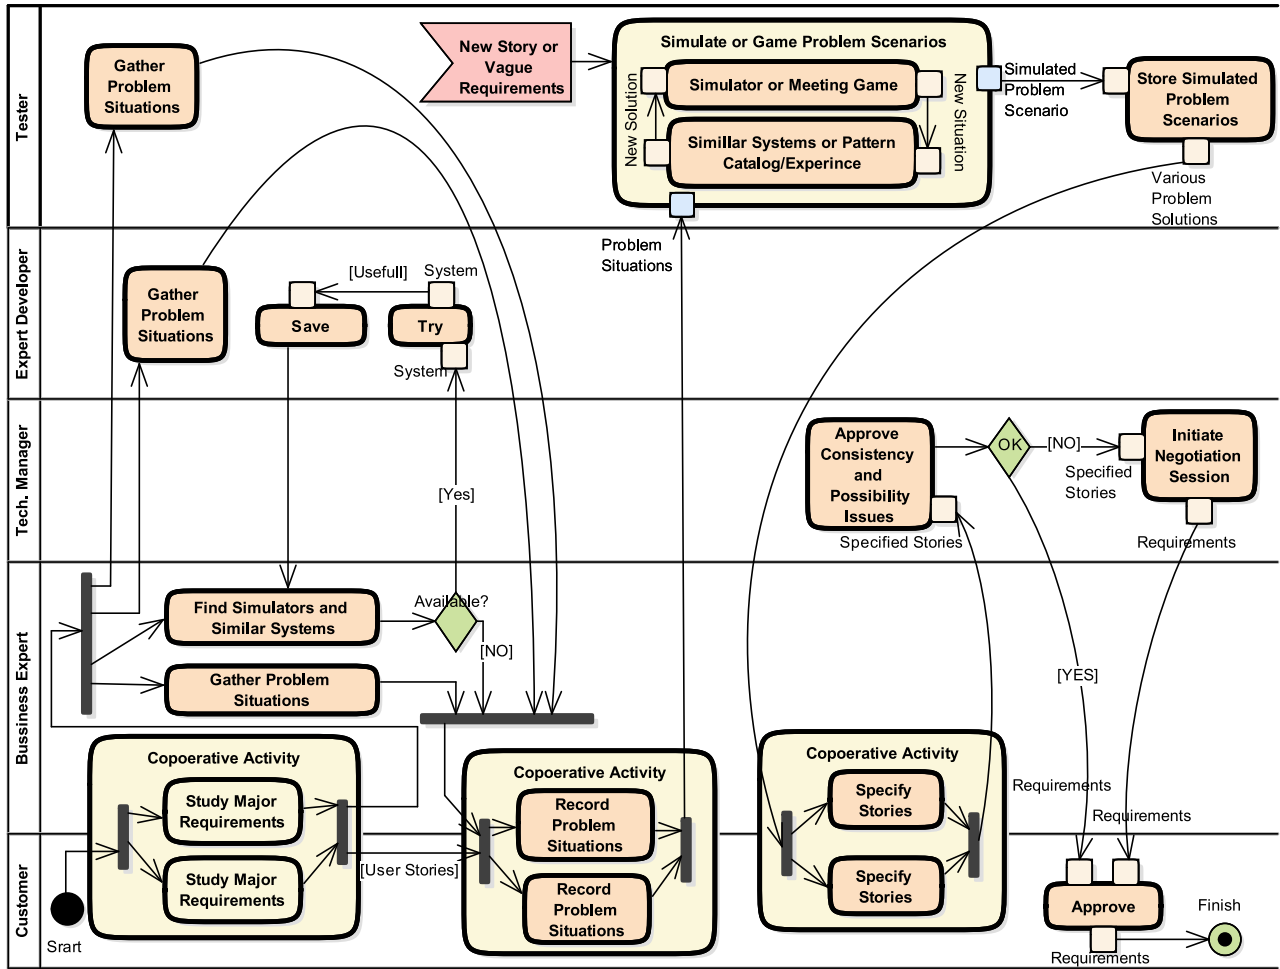 Tester
Gather
Problem
Situations
New Story or
Vague
Requirements
Simulate or Game Problem Scenarios
New Solution
Simulator or Meeting Game
Simillar Systems or Pattern
Catalog/Experince
New Situation
Simulated
Problem
Scenario
Store Simulated
Problem
Scenarios
Various
Problem
Solutions
Problem
Situations
Expert Developer
Gather
Problem
Situations
[Usefull]
System
Save
Try
System
Tech. Manager
[Yes]
Approve
Consistency
and
Possibility
Issues
Specified Stories
OK
[NO]
Specified
Stories
Initiate
Negotiation
Session
Requirements
Bussiness Expert
Find Simulators and
Similar Systems
Available?
[NO]
Gather Problem
Situations
[YES]
Copoerative Activity
Study Major
Requirements
Study Major
Requirements
Copoerative Activity
Record
Problem
Situations
Record
Problem
Situations
Copoerative Activity
Specify
Stories
Specify
Stories
Requirements
Requirements
Customer
Srart
[User Stories]
Approve
Requirements
Finish